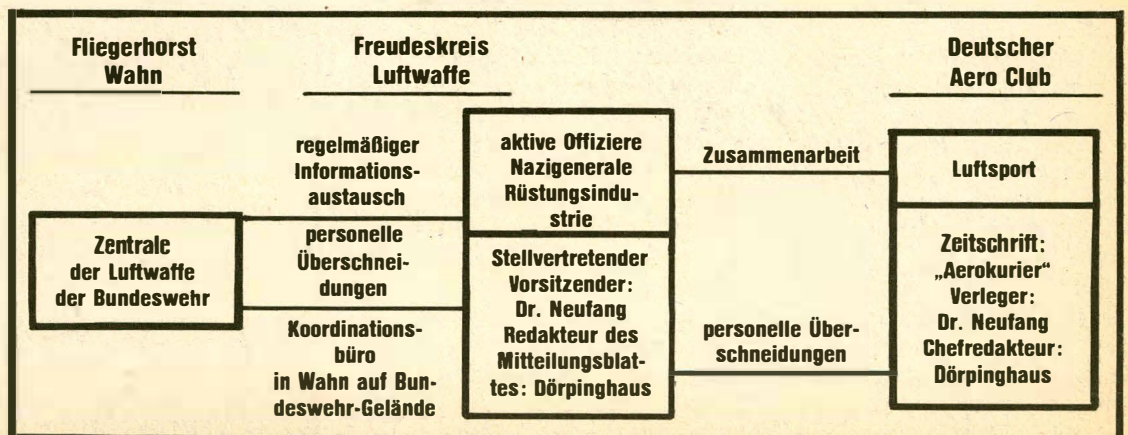 Fliegerhorst
Wahn
Freudeskreis
Luftwaffe
Deutscher
Aero Club
Zentrale
der Luftwaffe
der Bundeswehr
regelmäßiger
Informations-
austausch
personelle
Überschnei-
dungen
Koordinations-
büro
in Wahn auf Bun-
deswehr-Gelände
aktive Offiziere
Nazigenerale
Rüstungsindu-
strie
Stellvertretender
Vorsitzender:
Dr. Neufang
Redakteur des
Mitteilungsblat-
tes: Dörpinghaus
Zusammenarbeit
personelle Über-
schneidungen
Luftsport
Zeitschrift:
„Aerokurier“
Verleger:
Dr. Neufang
Chefredakteur:
Dörpinghaus